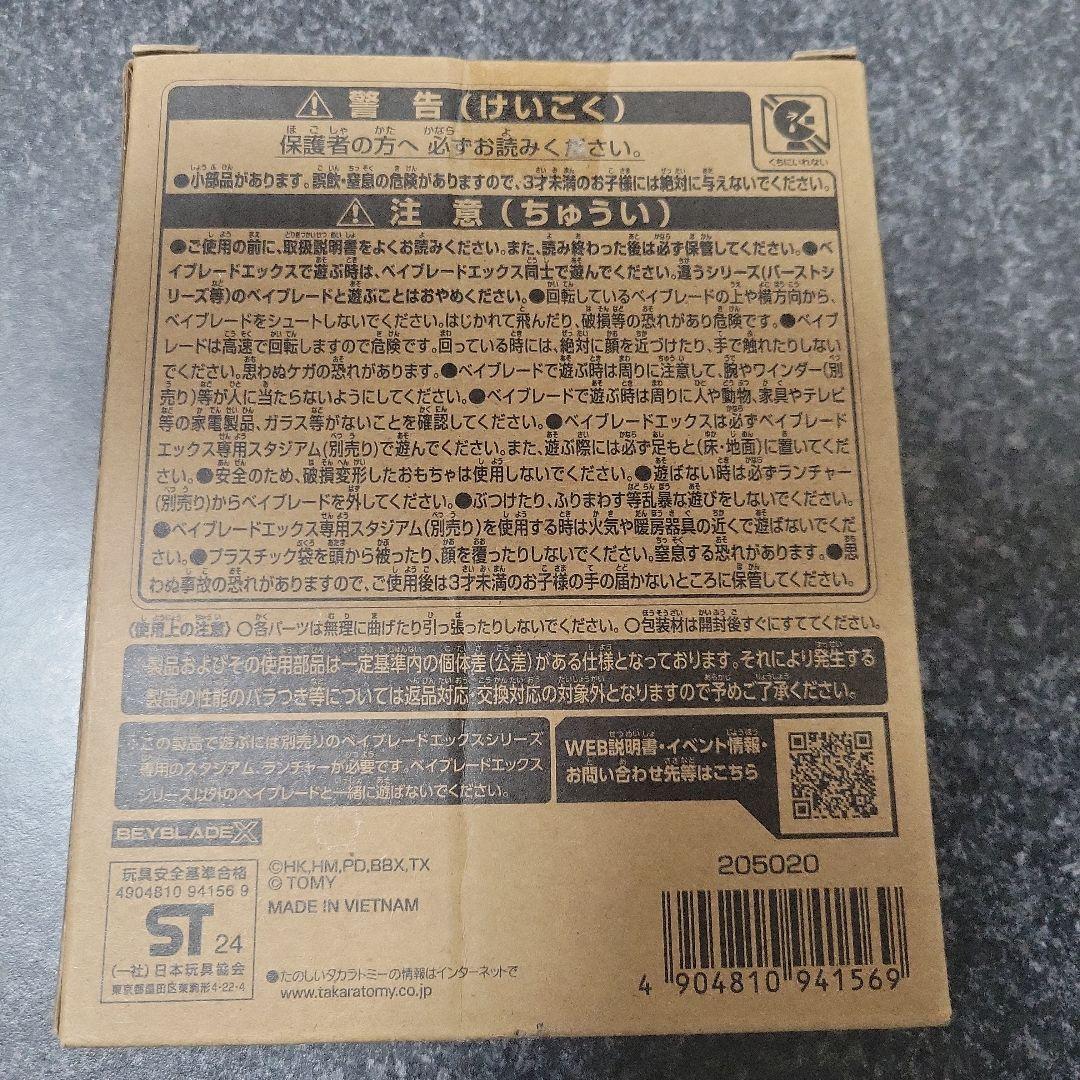 ⚠ 警告(けいこく)
保護者の方へ 必ずお読みください。
くちにいれない
●小部品があります。誤飲・窒息の危険がありますので、3才未満のお子様には絶対に与えないでください。
⚠ 注意(ちゅうい)
●ご使用の前に、取扱説明書をよくお読みください。また、読み終わった後は必ず保管してください。●ベ
イブレードエックスで遊ぶ時は、ベイブレードエックス同士で遊んでください。違うシリーズ(バーストシ
リーズ等)のベイブレードと遊ぶことはおやめください。●回転しているベイブレードの上や横方向から、
ベイブレードをシュートしないでください。はじかれて飛んだり、破損等の恐れがあり危険です。●ベイブ
レードは高速で回転しますので危険です。回っている時には、絶対に顔を近づけたり、手で触れたりしない
でください。思わぬケガの恐れがあります。●ベイブレードで遊ぶ時は周りに注意して、腕やワインダー(別
売り)等が人に当たらないようにしてください。●ベイブレードで遊ぶ時は周りに人や動物、家具やテレビ
等の家電製品、ガラス等がないことを確認してください。●ベイブレードエックスは必ずベイブレード
エックス専用スタジアム(別売り)で遊んでください。また、遊ぶ際には必ず足もと(床・地面)に置いてくだ
さい。●安全のため、破損変形したおもちゃは使用しないでください。●遊ばない時は必ずランチャー
(別売り)からベイブレードを外してください。●ぶつけたり、ふりまわす等乱暴な遊びをしないでください。
●ベイブレードエックス専用スタジアム(別売り)を使用する時は火気や暖房器具の近くで遊ばないでくだ
さい。●プラスチック袋を頭から被ったり、顔を覆ったりしないでください。窒息する恐れがあります。●思
わぬ事故の恐れがありますので、ご使用後は3才未満のお子様の手の届かないところに保管してください。
〈使用上の注意〉○各パーツは無理に曲げたり引っ張ったりしないでください。○包装材は開封後すぐにすててください。
製品およびその使用部品は一定基準内の個体差(公差)がある仕様となっております。それにより発生する
製品の性能のバラつき等については返品対応・交換対応の対象外となりますので予めご了承ください。
※この製品で遊ぶには別売りのベイブレードエックスシリーズ
専用のスタジアム、ランチャーが必要です。ベイブレードエックス
シリーズ以外のベイブレードと一緒に遊ばないでください。
WEB説明書・イベント情報・
お問い合わせ先等はこちら
BEYBLADE X
玩具安全基準合格
4904810 94156 9
ST 24
(一社)日本玩具協会
東京都墨田区東駒形4-22-4
©HK,HM,PD,BBX,TX
© TOMY
MADE IN VIETNAM
●たのしいタカラトミーの情報はインターネットで
www.takaratomy.co.jp
205020
4 904810 941569